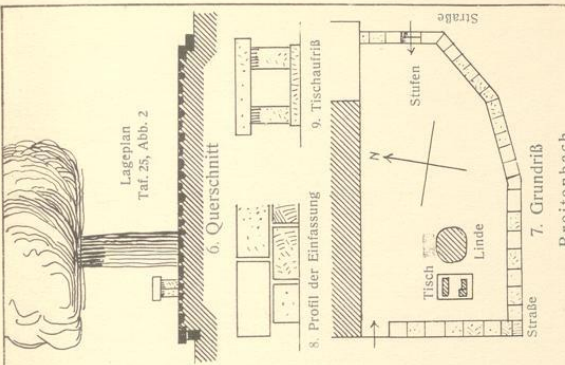 Lageplan
Taf. 25, Abb. 2
6. Querschnitt
8. Profil der Einfassung
9. Tischaufriß
Straße
Stufen
N
Tisch
Linde
Straße
7. Grundriß
Breitenbach